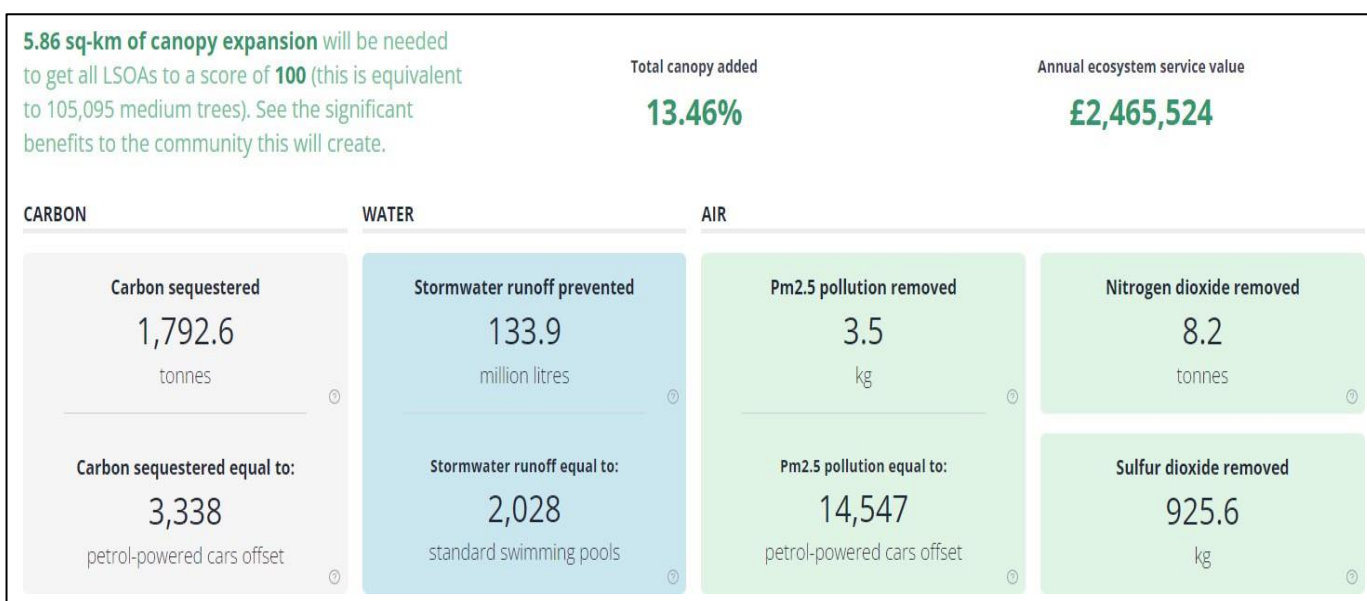 5.86 sq-km of canopy expansion will be needed
to get all LSOAs to a score of 100 (this is equivalent
to 105,095 medium trees). See the significant
benefits to the community this will create.
Total canopy added
13.46%
Annual ecosystem service value
£2,465,524
CARBON
Carbon sequestered
1,792.6
tonnes
Carbon sequestered equal to:
3,338
petrol-powered cars offset
WATER
Stormwater runoff prevented
133.9
million litres
Stormwater runoff equal to:
2,028
standard swimming pools
AIR
Pm2.5 pollution removed
3.5
kg
Pm2.5 pollution equal to:
14,547
petrol-powered cars offset
Nitrogen dioxide removed
8.2
tonnes
Sulfur dioxide removed
925.6
kg